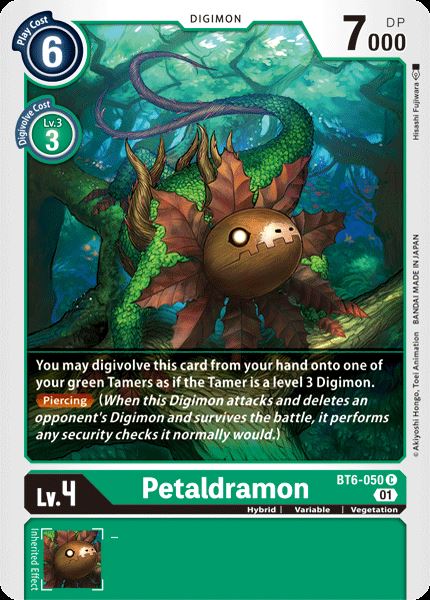 DIGIMON
Play Cost
6
7000
DP
Digivolve Cost
Lv.3
3
Hisashi Fujiwara
You may digivolve this card from your hand onto one of
your green Tamers as if the Tamer is a level 3 Digimon.
Piercing (When this Digimon attacks and deletes an
opponent's Digimon and survives the battle, it performs
any security checks it normally would.)
© Akiyoshi Hongo, Toei Animation BANDAI MADE IN JAPAN
Lv.4
Petaldramon
BT6-050 C
01
Hybrid | Variable | Vegetation
Inherited Effect
–